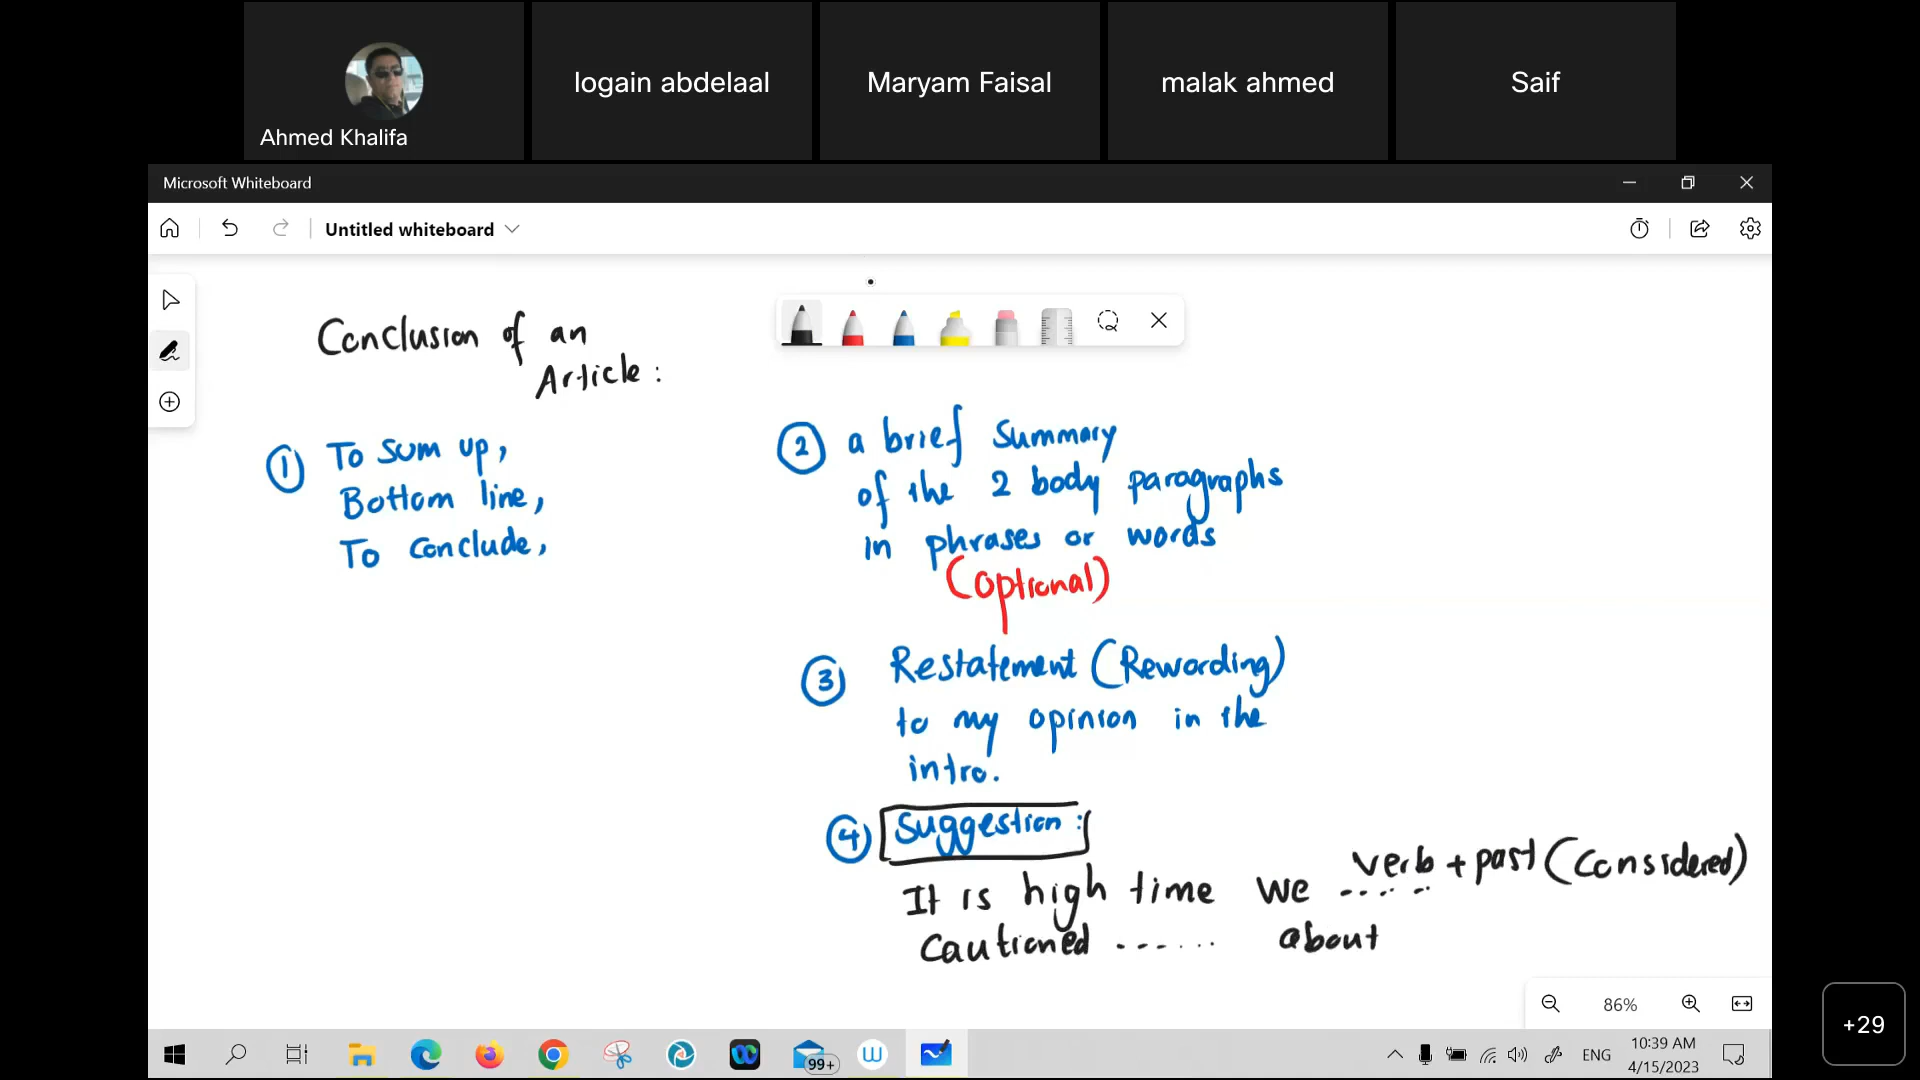 logain abdelaal
Maryam Faisal
malak ahmed
Saif
Ahmed Khalifa
Microsoft Whiteboard
Untitled whiteboard
Conclusion of an
Article:
1 To sum up,
Bottom line,
To conclude,
2 a brief summary
of the 2 body paragraphs
in phrases or words
(optional)
3 Restatement (Rewording)
to my opinion in the
intro.
4 Suggestion:
It is high time we ...... verb + past (Considered)
Cautioned ...... about
86%
+29
99+
ENG
10:39 AM
4/15/2023